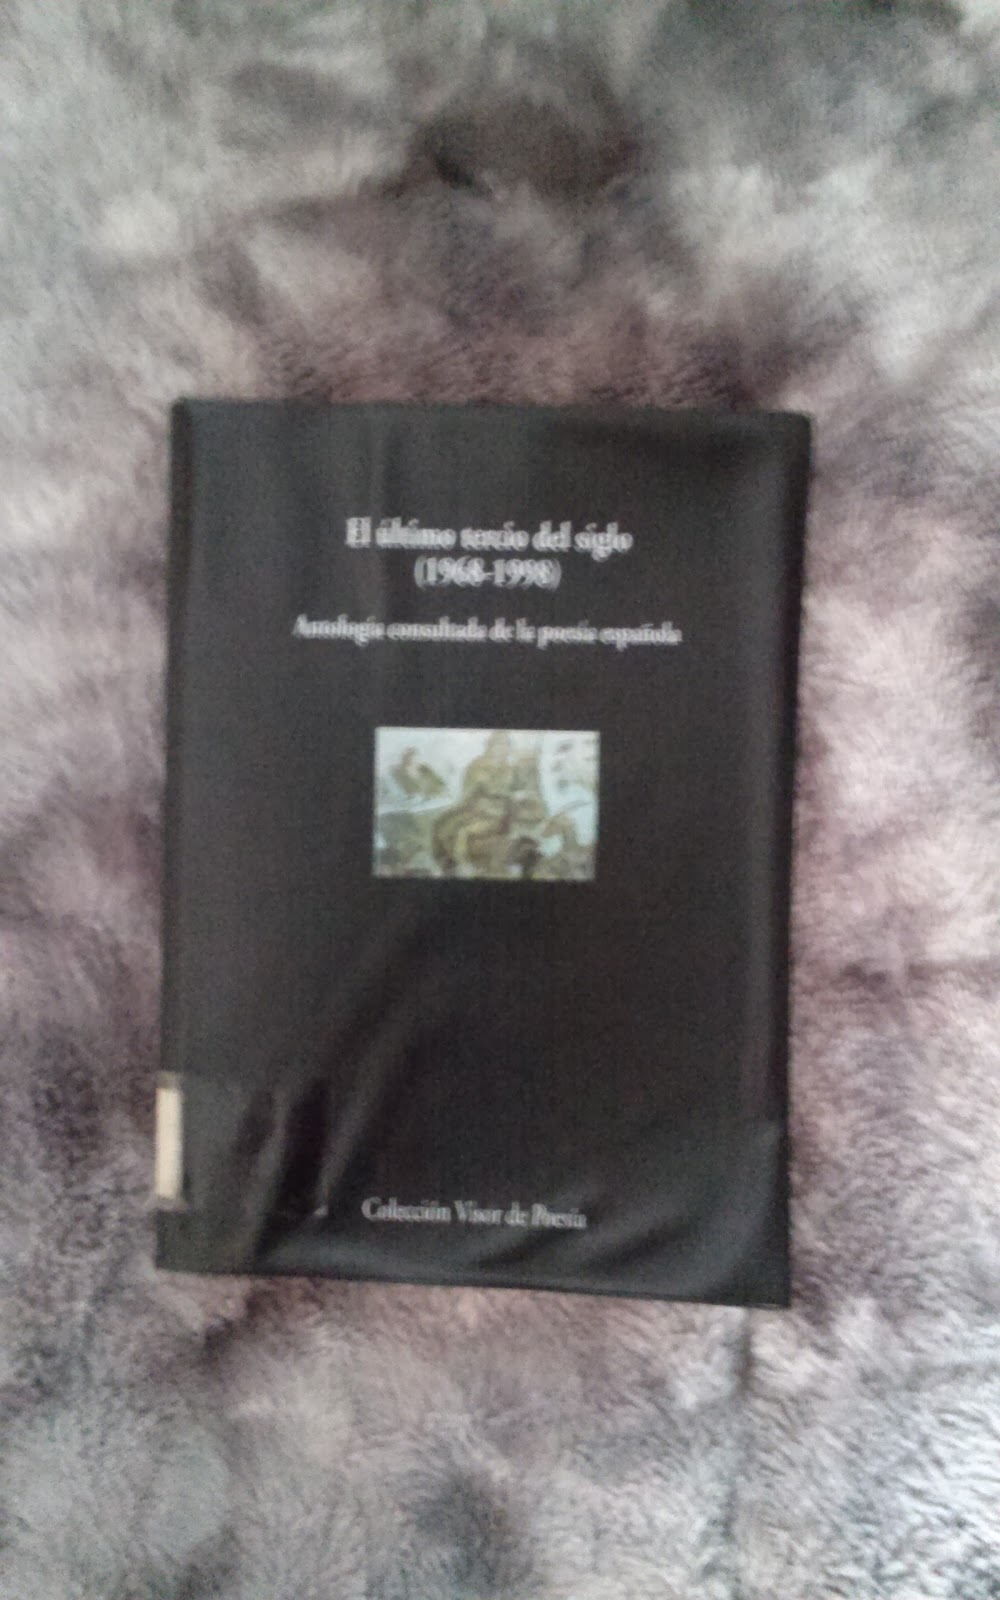 El último tercio del siglo
(1968-1998)
Antología consultada de la poesía española
Colección Visor de Poesía